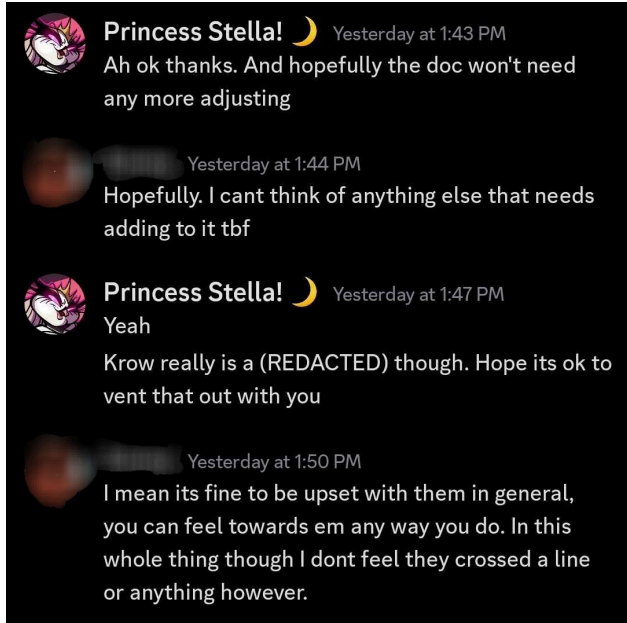 Princess Stella! 🌙 Yesterday at 1:43 PM
Ah ok thanks. And hopefully the doc won't need
any more adjusting
Yesterday at 1:44 PM
Hopefully. I cant think of anything else that needs
adding to it tbf
Princess Stella! 🌙 Yesterday at 1:47 PM
Yeah
Krow really is a (REDACTED) though. Hope its ok to
vent that out with you
Yesterday at 1:50 PM
I mean its fine to be upset with them in general,
you can feel towards em any way you do. In this
whole thing though I dont feel they crossed a line
or anything however.